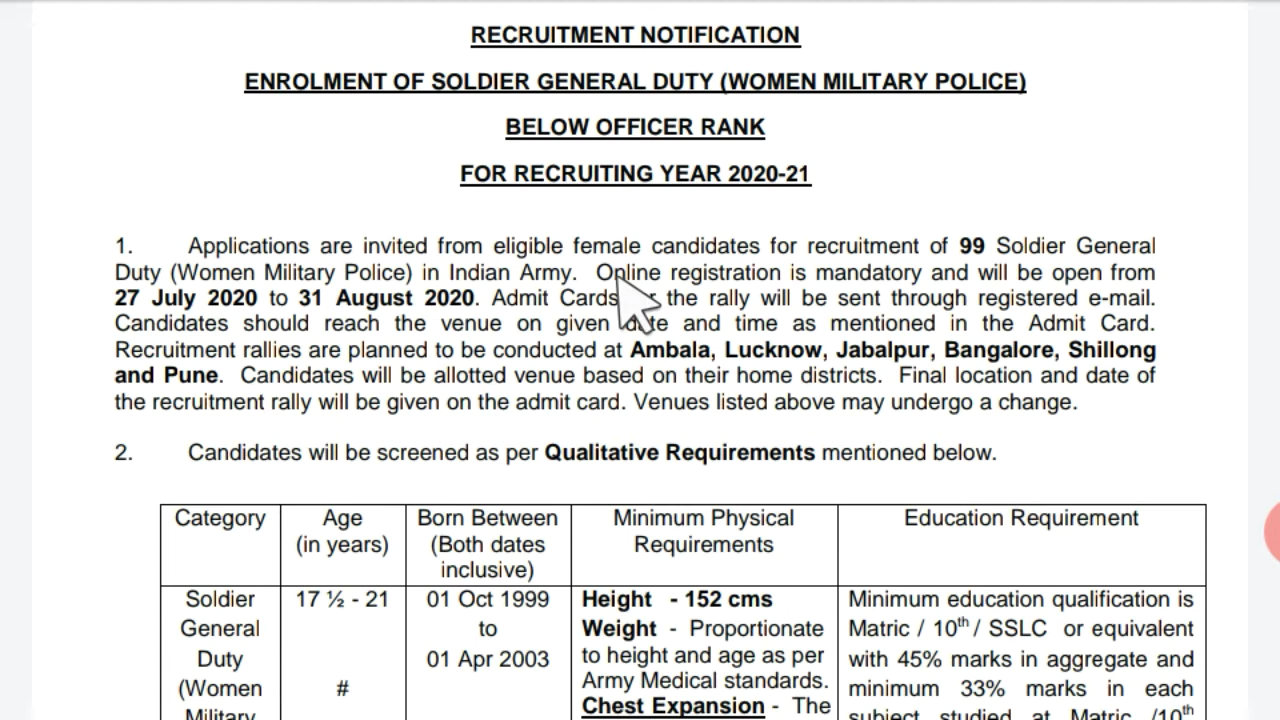 RECRUITMENT NOTIFICATION
ENROLMENT OF SOLDIER GENERAL DUTY (WOMEN MILITARY POLICE)
BELOW OFFICER RANK
FOR RECRUITING YEAR 2020-21
1. Applications are invited from eligible female candidates for recruitment of 99 Soldier General
Duty (Women Military Police) in Indian Army. Online registration is mandatory and will be open from
27 July 2020 to 31 August 2020. Admit Cards the rally will be sent through registered e-mail.
Candidates should reach the venue on given date and time as mentioned in the Admit Card.
Recruitment rallies are planned to be conducted at Ambala, Lucknow, Jabalpur, Bangalore, Shillong
and Pune. Candidates will be allotted venue based on their home districts. Final location and date of
the recruitment rally will be given on the admit card. Venues listed above may undergo a change.
2. Candidates will be screened as per Qualitative Requirements mentioned below.
Category
Age
(in years)
Born Between
(Both dates
inclusive)
Minimum Physical
Requirements
Education Requirement
Soldier
General
Duty
(Women
Military
17 ½ - 21
#
01 Oct 1999
to
01 Apr 2003
Height - 152 cms
Weight - Proportionate
to height and age as per
Army Medical standards.
Chest Expansion - The
Minimum education qualification is
Matric / 10th / SSLC or equivalent
with 45% marks in aggregate and
minimum 33% marks in each
subject studied at Matric /10th